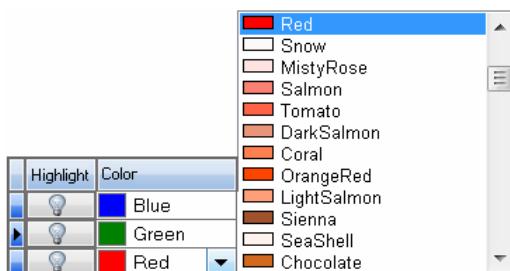 Red
Snow
MistyRose
Salmon
Tomato
DarkSalmon
Coral
OrangeRed
LightSalmon
Sienna
SeaShell
Chocolate
Highlight Color
Blue
Green
Red